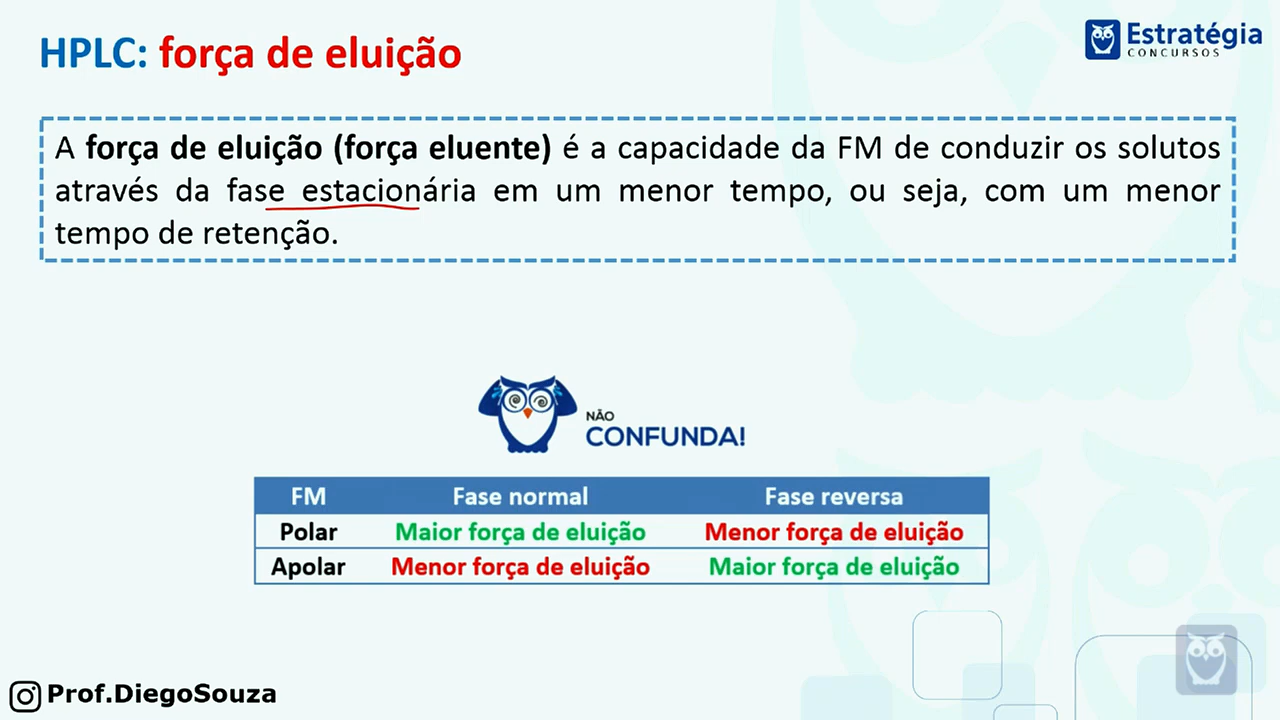 HPLC: força de eluição
Estratégia
CONCURSOS
A força de eluição (força eluente) é a capacidade da FM de conduzir os solutos
através da fase estacionária em um menor tempo, ou seja, com um menor
tempo de retenção.
NÃO
CONFUNDA!
FM Fase normal Fase reversa
Polar Maior força de eluição Menor força de eluição
Apolar Menor força de eluição Maior força de eluição
Prof.DiegoSouza